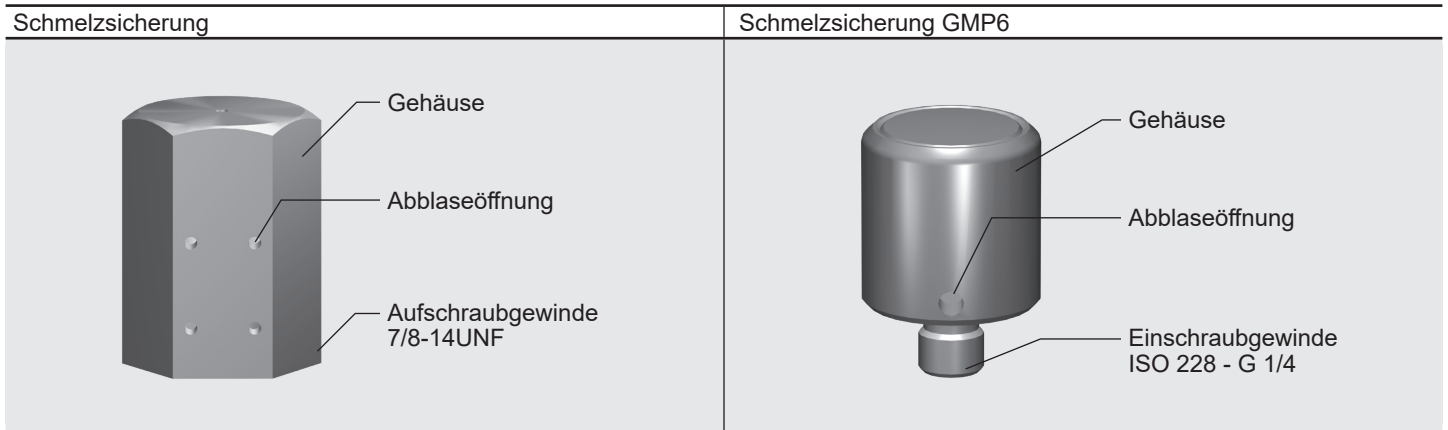 Schmelzsicherung
Schmelzsicherung GMP6
Gehäuse
Abblaseöffnung
Aufschraubgewinde
7/8-14UNF
Gehäuse
Abblaseöffnung
Einschraubgewinde
ISO 228 - G 1/4